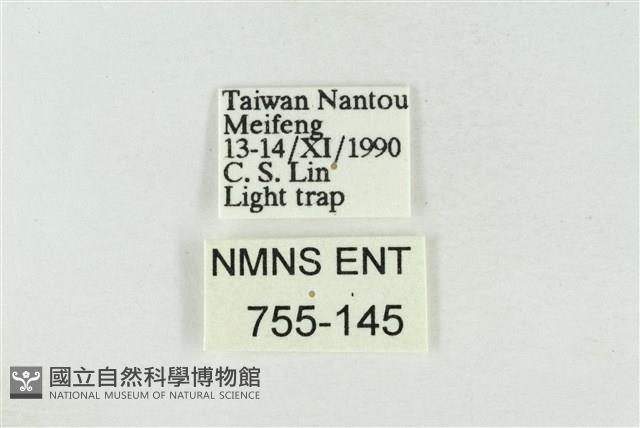 Taiwan Nantou
Meifeng
13-14/XI/1990
C. S. Lin
Light trap
NMNS ENT
755-145
國立自然科學博物館
NATIONAL MUSEUM OF NATURAL SCIENCE